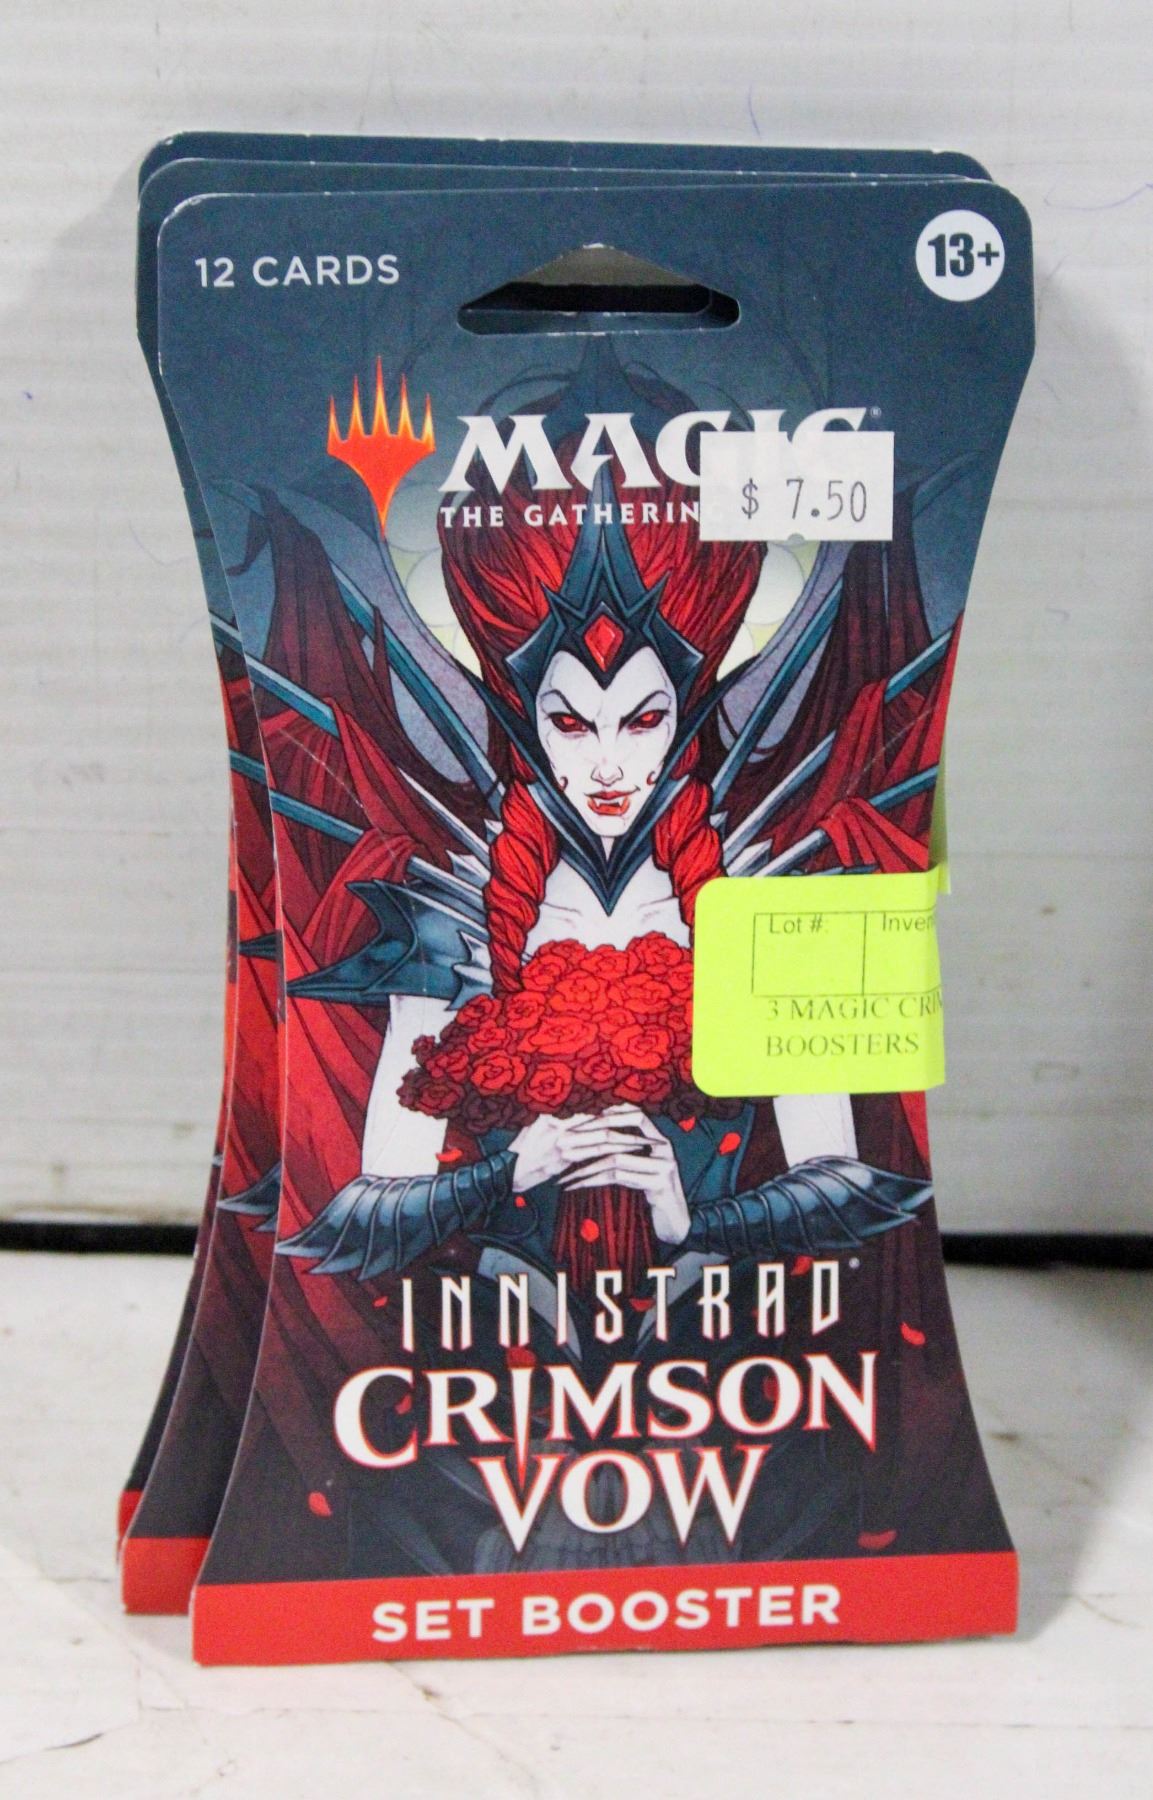 12 CARDS
13+
MAGIC
THE GATHERING
$ 7.50
Lot #:
3 MAGIC
BOOSTERS
INNISTRAD®
CRIMSON
VOW
SET BOOSTER